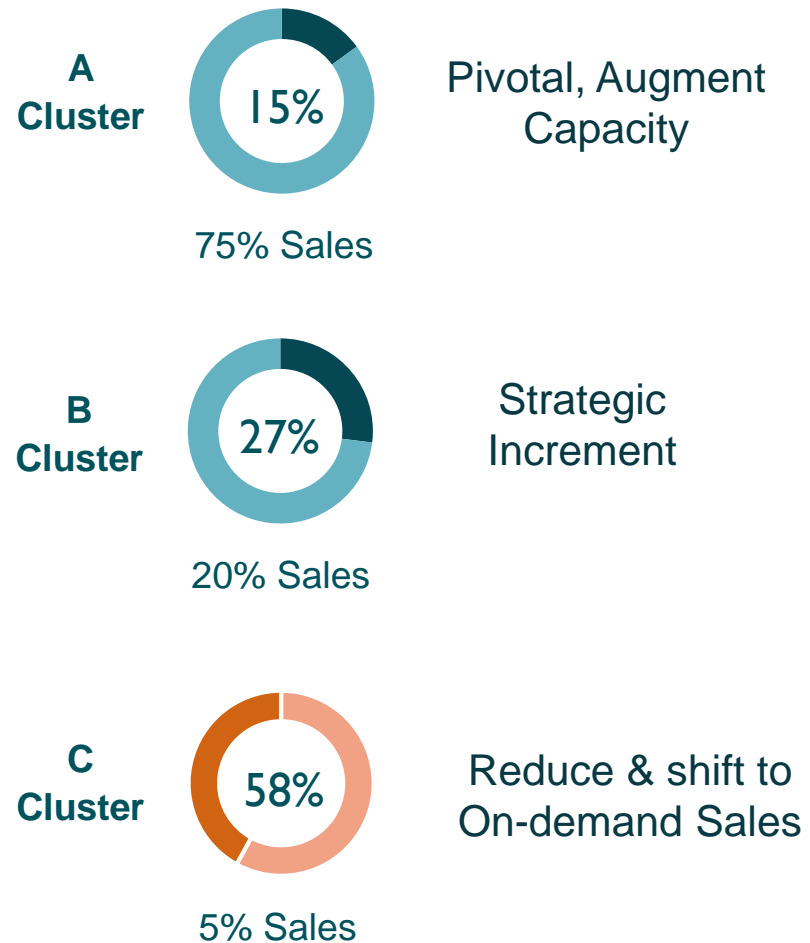 A
Cluster
15%
Pivotal, Augment
Capacity
75% Sales
B
Cluster
27%
Strategic
Increment
20% Sales
C
Cluster
58%
Reduce & shift to
On-demand Sales
5% Sales